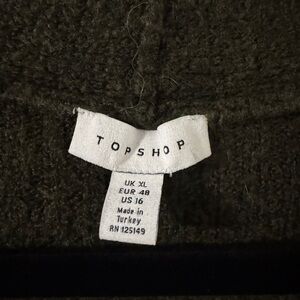 TOPSHOP
UK XL
EUR 48
US 16
Made in
Turkey
RN 125149